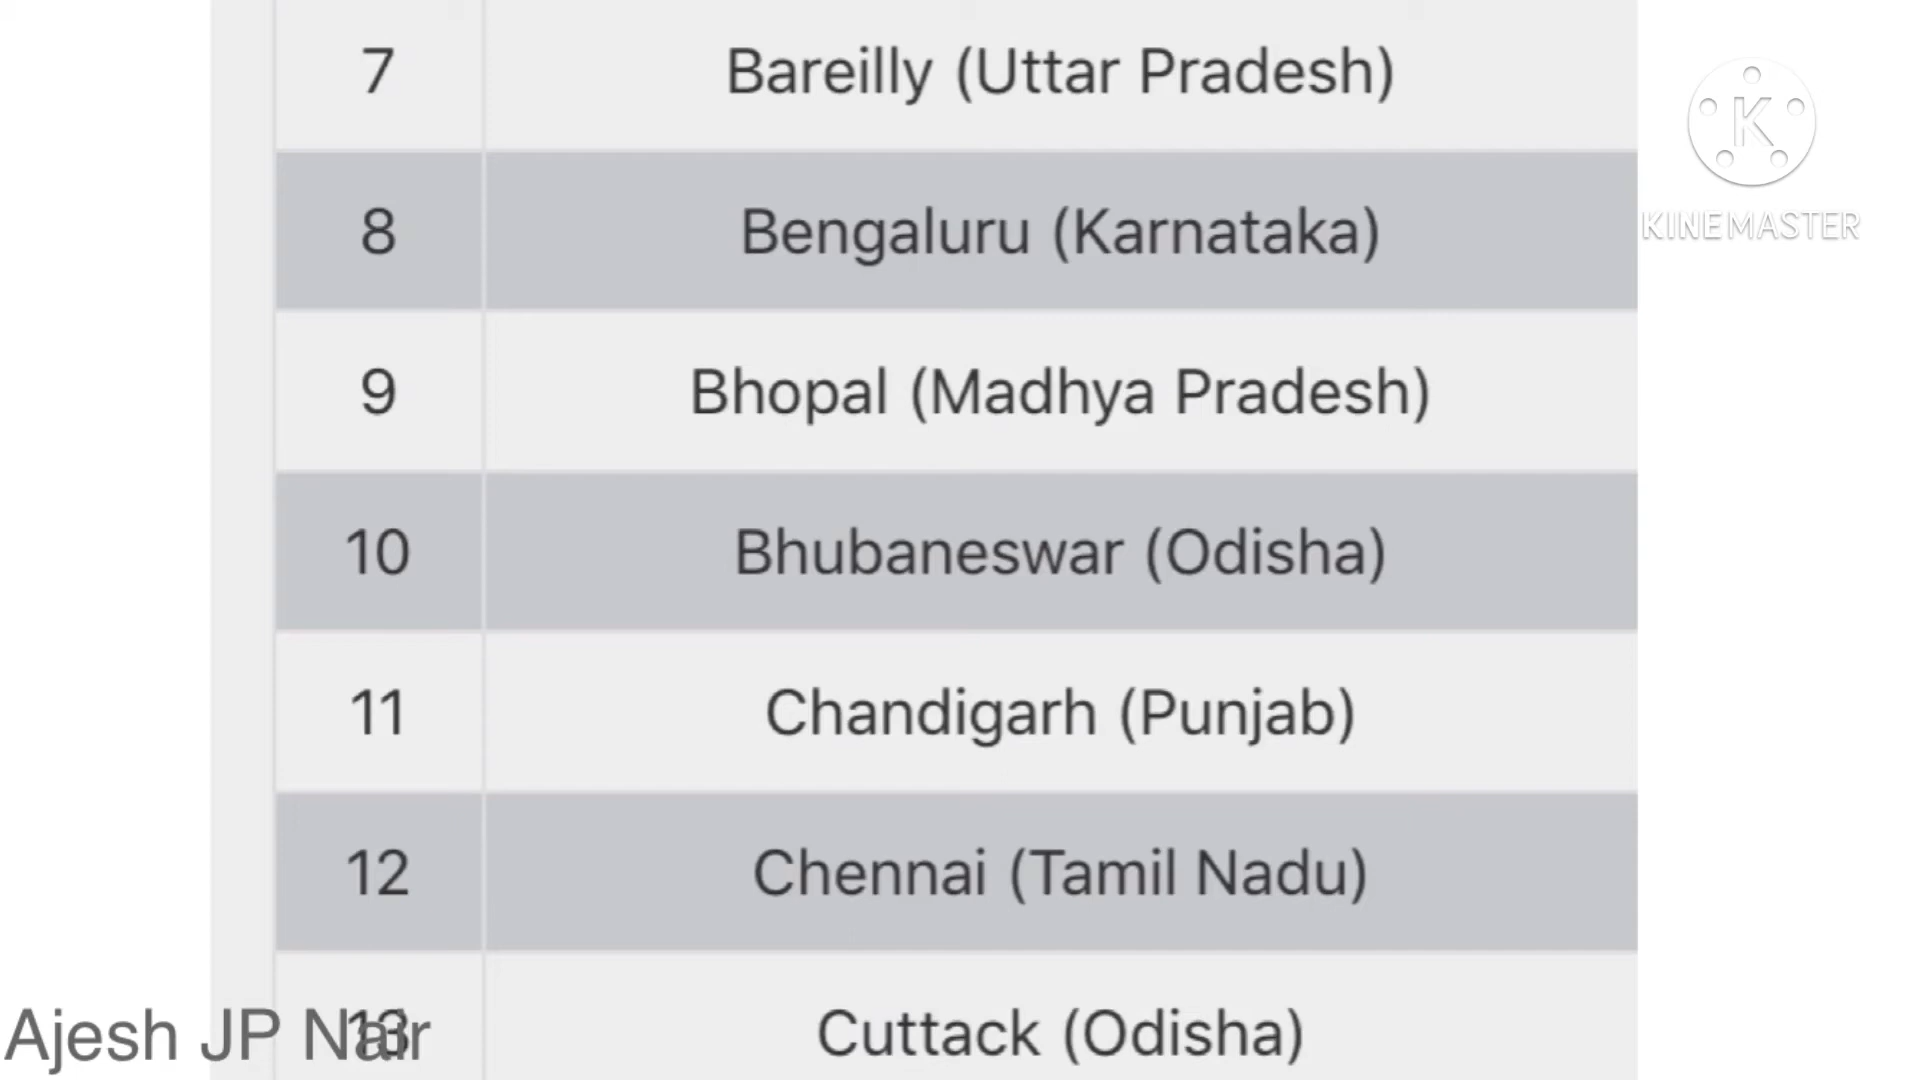 7 Bareilly (Uttar Pradesh)
K
8 Bengaluru (Karnataka)
KINEMASTER
9 Bhopal (Madhya Pradesh)
10 Bhubaneswar (Odisha)
11 Chandigarh (Punjab)
12 Chennai (Tamil Nadu)
13 Cuttack (Odisha)
Ajesh JP Nair